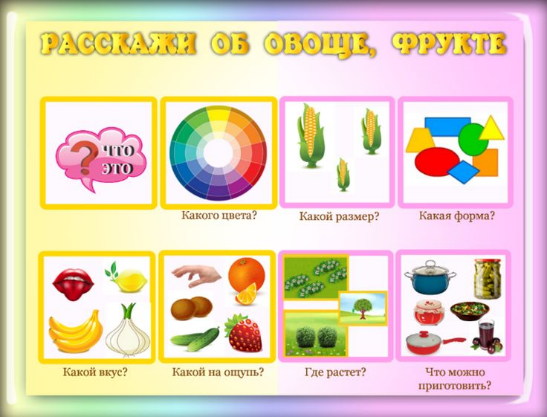 РАССКАЖИ ОБ ОВОЩЕ, ФРУКТЕ
ЧТО
ЭТО
Какого цвета?
Какой размер?
Какая форма?
Какой вкус?
Какой на ощупь?
Где растет?
Что можно
приготовить?